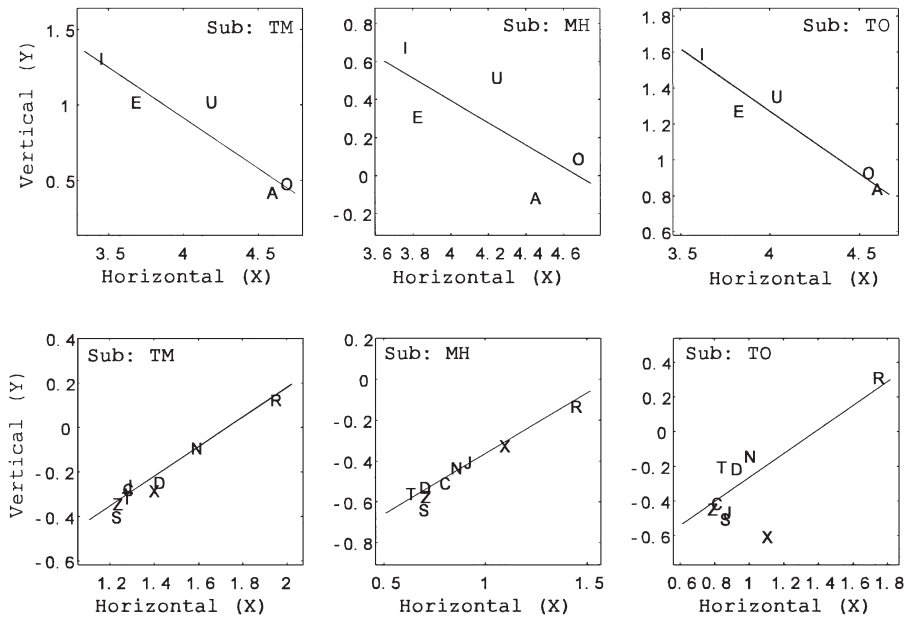 Sub: TM
Vertical (Y)
1.5
1
0.5
I
E
U
A
O
3.5 4 4.5
Horizontal (X)
Sub: MH
0.8
0.6
0.4
0.2
0
-0.2
I
U
E
O
A
3.6 3.8 4 4.2 4.4 4.6
Horizontal (X)
Sub: TO
1.8
1.6
1.4
1.2
1
0.8
0.6
I
U
E
O
A
3.5 4 4.5
Horizontal (X)
Sub: TM
Vertical (Y)
0.4
0.2
0
-0.2
-0.4
-0.6
R
N
J
D
C
X
T
Z
S
1.2 1.4 1.6 1.8 2
Horizontal (X)
Sub: MH
0
-0.2
-0.4
-0.6
-0.8
R
X
J
N
C
D
T
Z
S
0.5 1 1.5
Horizontal (X)
Sub: TO
0.4
0.2
0
-0.2
-0.4
-0.6
R
N
T D
C
Z
J
S
X
0.6 0.8 1 1.2 1.4 1.6 1.8
Horizontal (X)